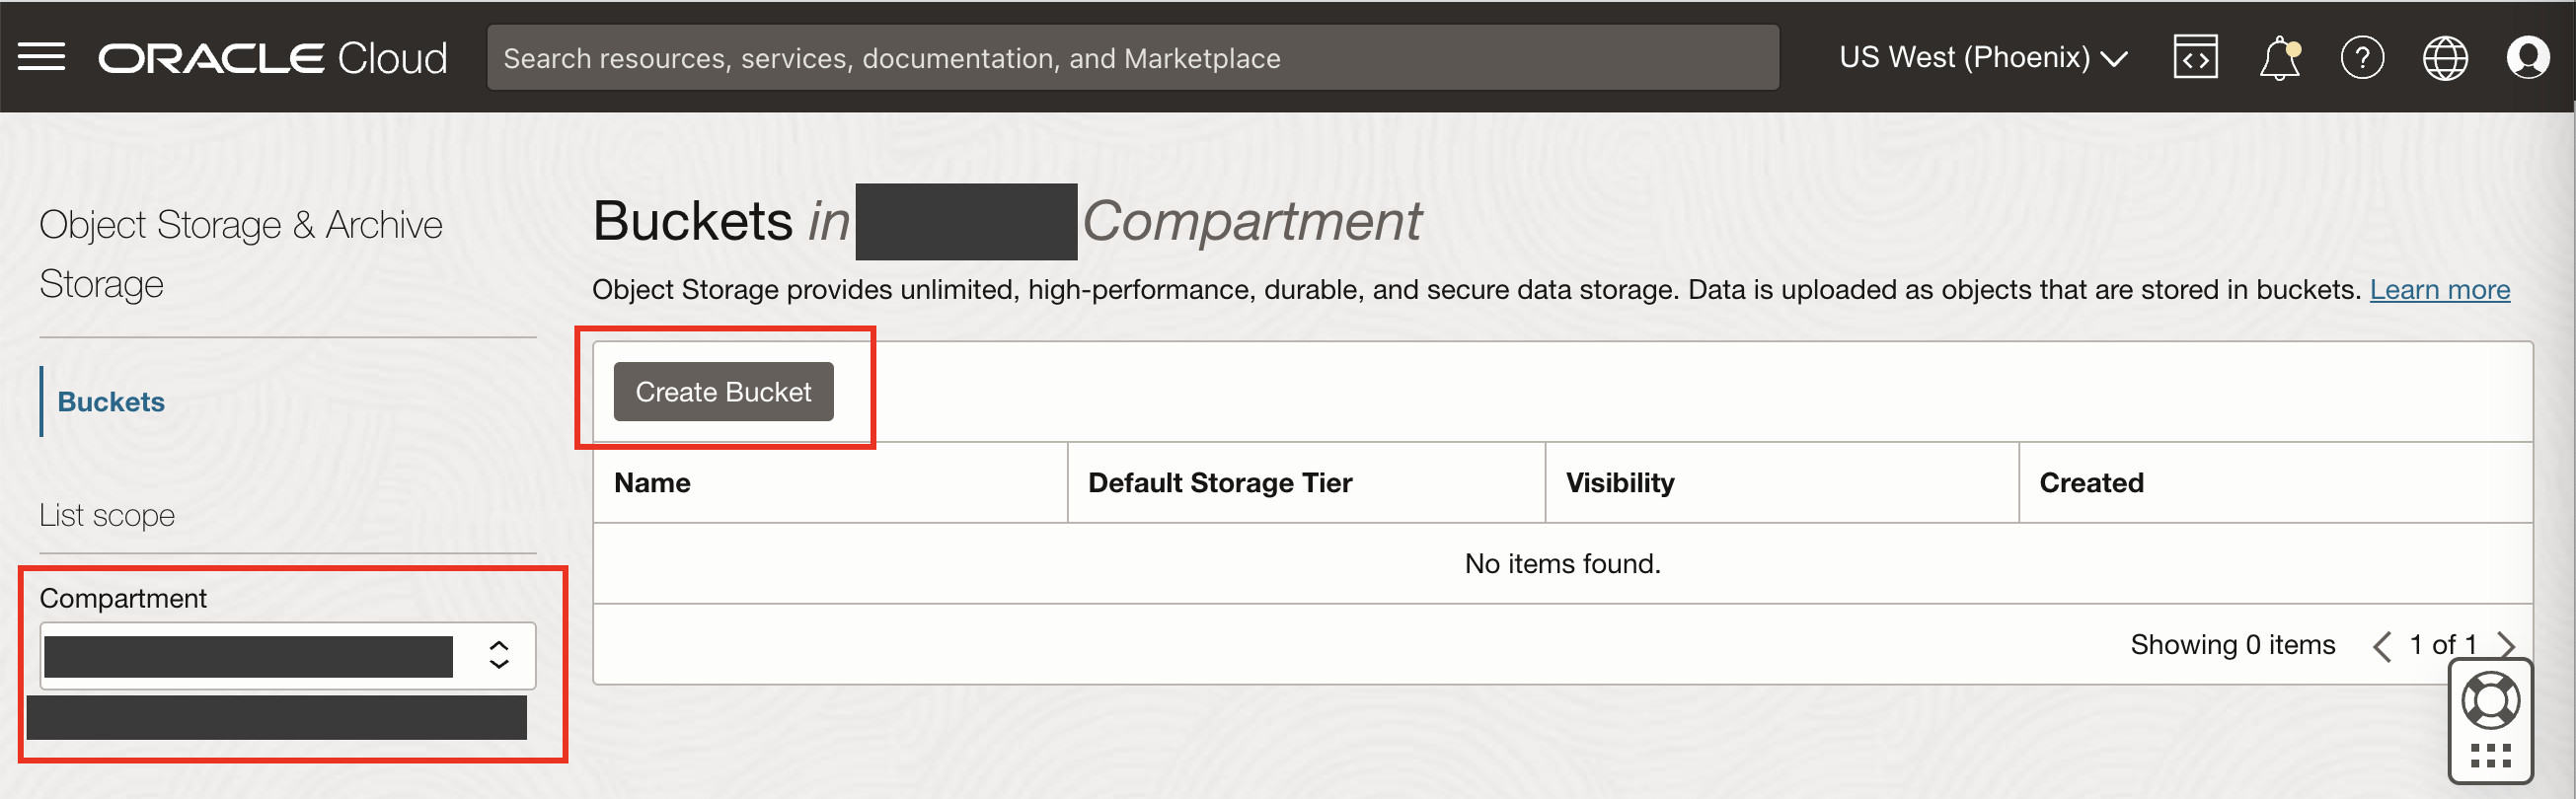 ORACLE Cloud
Search resources, services, documentation, and Marketplace
US West (Phoenix)
Object Storage & Archive
Storage
Buckets
List scope
Compartment
Buckets in Compartment
Object Storage provides unlimited, high-performance, durable, and secure data storage. Data is uploaded as objects that are stored in buckets. Learn more
Create Bucket
Name Default Storage Tier Visibility Created
No items found.
Showing 0 items 1 of 1